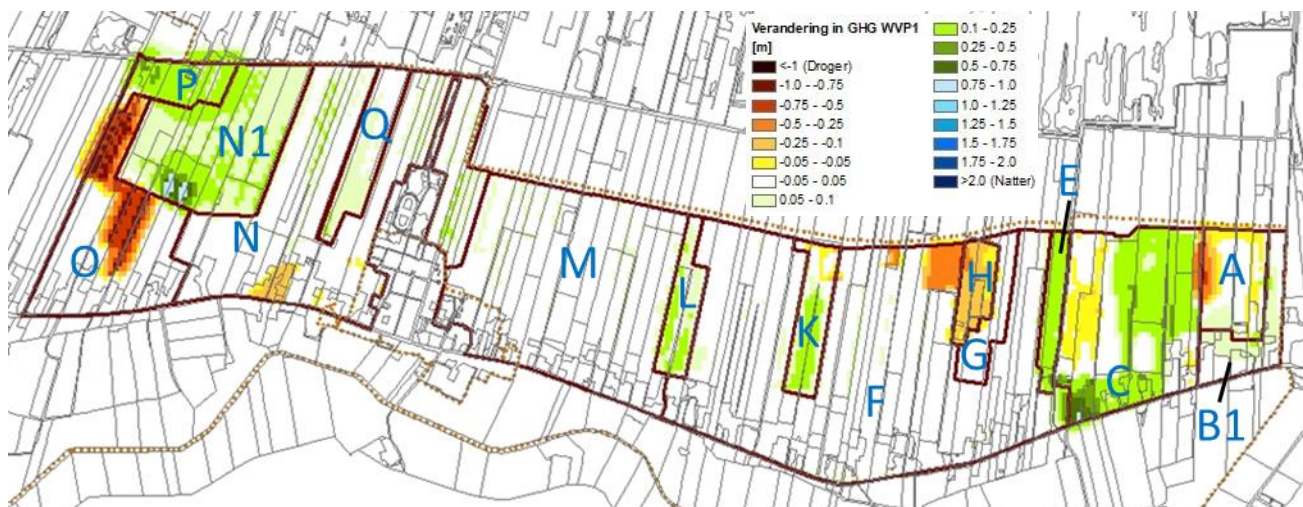 Verandering in GHG WVP1
[m]
<-1 (Droger)
-1.0 - -0.75
-0.75 - -0.5
-0.5 - -0.25
-0.25 - -0.1
-0.05 - -0.05
-0.05 - 0.05
0.05 - 0.1
0.1 - 0.25
0.25 - 0.5
0.5 - 0.75
0.75 - 1.0
1.0 - 1.25
1.25 - 1.5
1.5 - 1.75
1.75 - 2.0
>2.0 (Natter)
P
N1
Q
O
N
M
L
K
F
H
G
E
C
A
B1